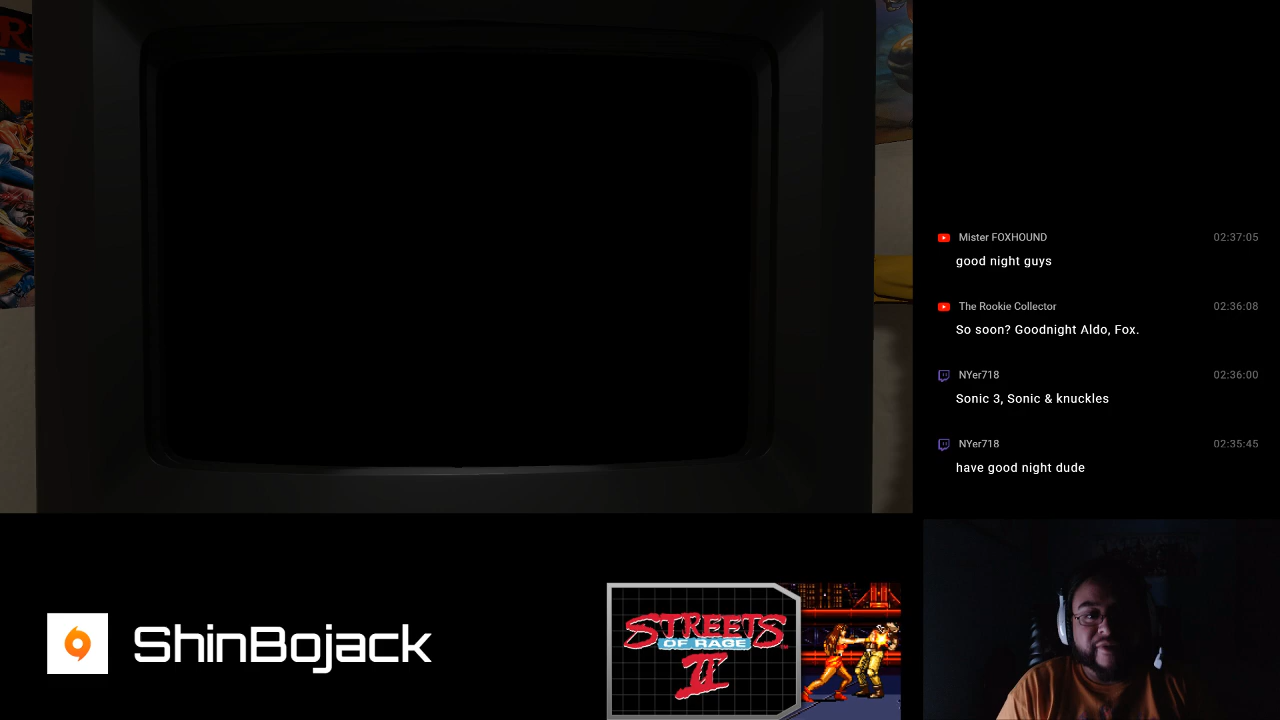 Mister FOXHOUND 02:37:05
good night guys
The Rookie Collector 02:36:08
So soon? Goodnight Aldo, Fox.
NYer718 02:36:00
Sonic 3, Sonic & knuckles
NYer718 02:35:45
have good night dude
ShinBojack
STREETS
OF RAGE
II